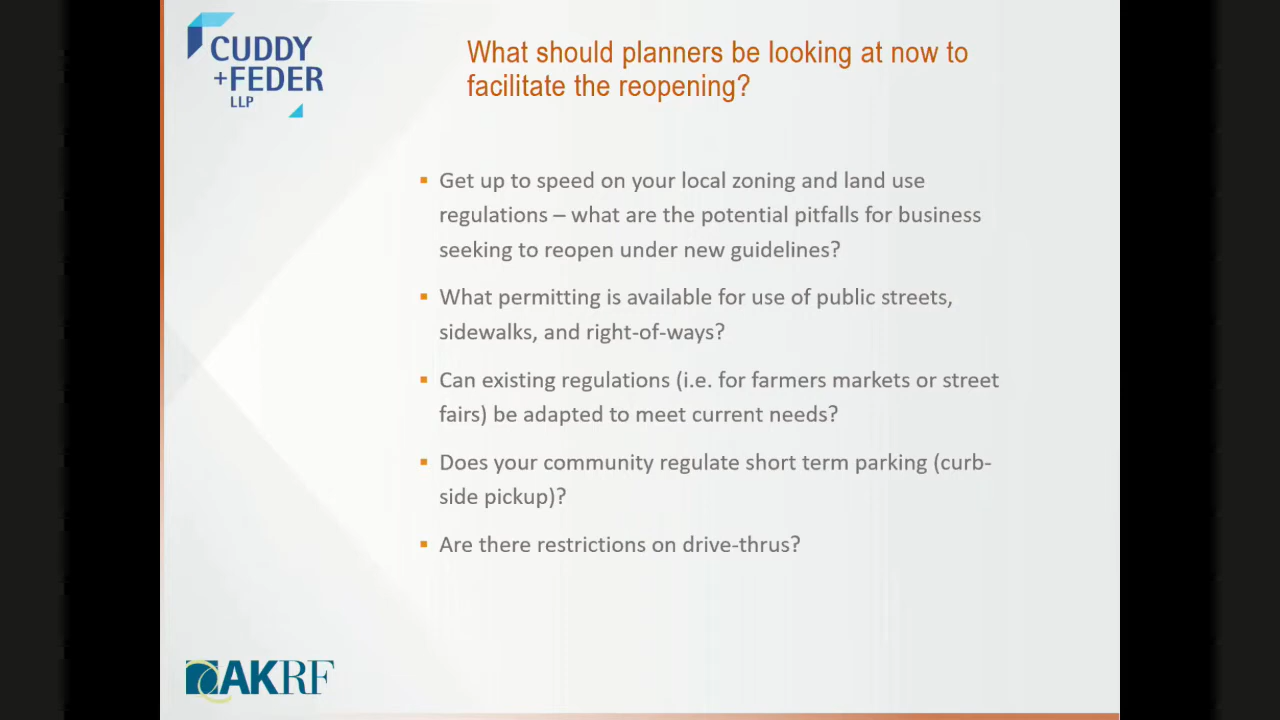 CUDDY
+FEDER
LLP
What should planners be looking at now to
facilitate the reopening?
▪ Get up to speed on your local zoning and land use
regulations – what are the potential pitfalls for business
seeking to reopen under new guidelines?
▪ What permitting is available for use of public streets,
sidewalks, and right-of-ways?
▪ Can existing regulations (i.e. for farmers markets or street
fairs) be adapted to meet current needs?
▪ Does your community regulate short term parking (curb-
side pickup)?
▪ Are there restrictions on drive-thrus?
AKRF